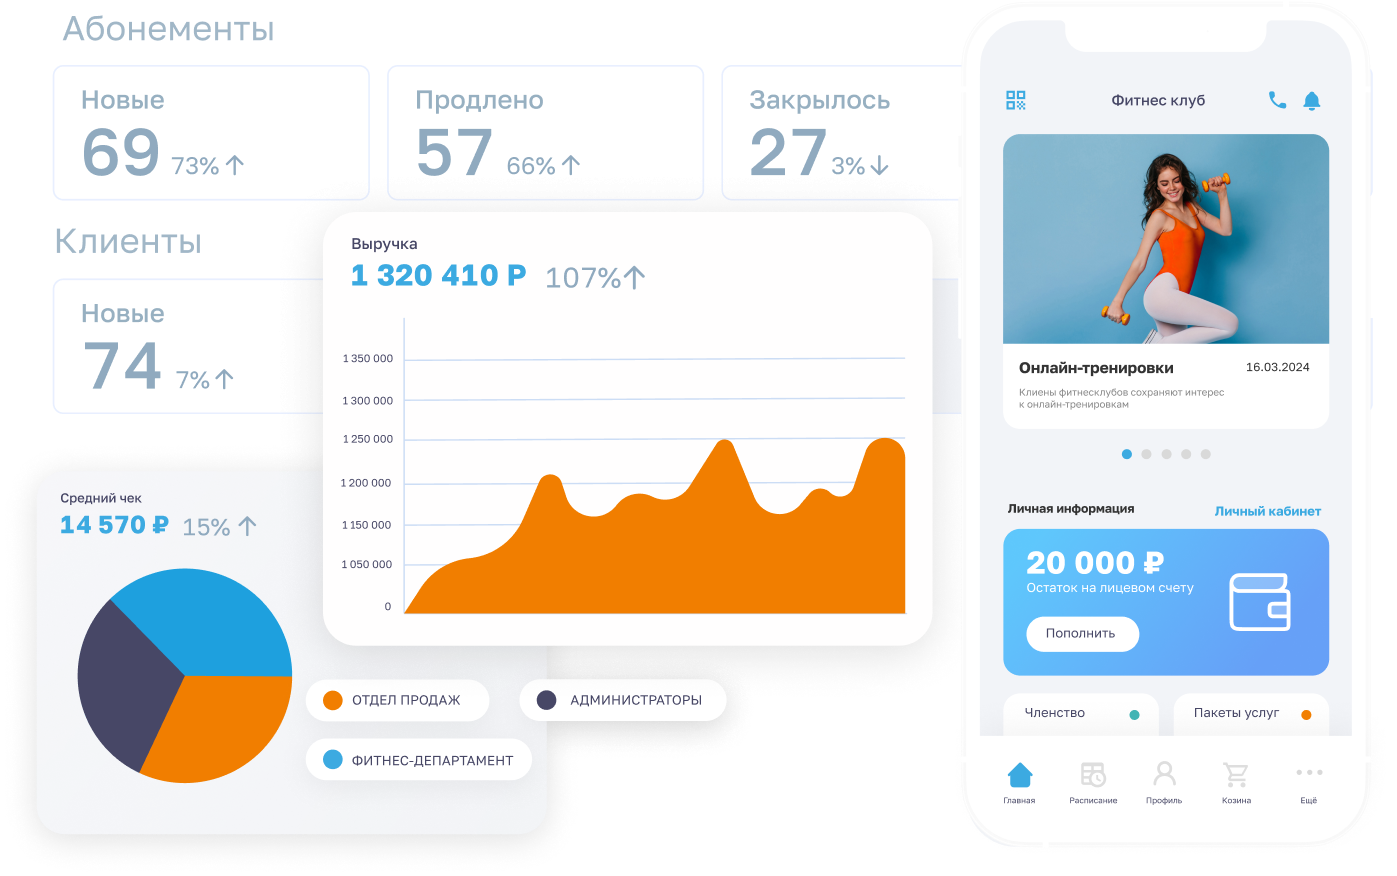 Абонементы
Новые
69 73%
Продлено
57 66%
Закрылось
27 3%
Клиенты
Новые
74 7%
Выручка
1 320 410 Р 107%
1 350 000
1 300 000
1 250 000
1 200 000
1 150 000
1 050 000
0
Средний чек
14 570 ₽ 15%
ОТДЕЛ ПРОДАЖ
АДМИНИСТРАТОРЫ
ФИТНЕС-ДЕПАРТАМЕНТ
Фитнес клуб
Онлайн-тренировки 16.03.2024
Клиены фитнесклубов сохраняют интерес
к онлайн-тренировкам
Личная информация Личный кабинет
20 000 ₽
Остаток на лицевом счету
Пополнить
Членство Пакеты услуг
Главная Расписание Профиль Козина Ещё